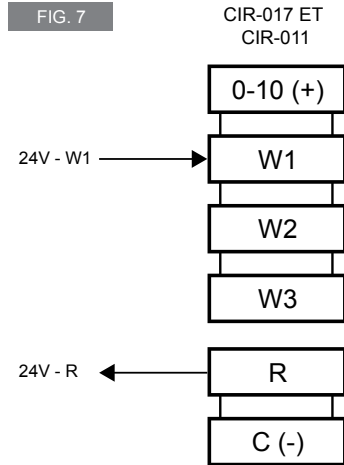 FIG. 7
CIR-017 ET
CIR-011
0-10 (+)
24V - W1
W1
W2
W3
24V - R
R
C (-)